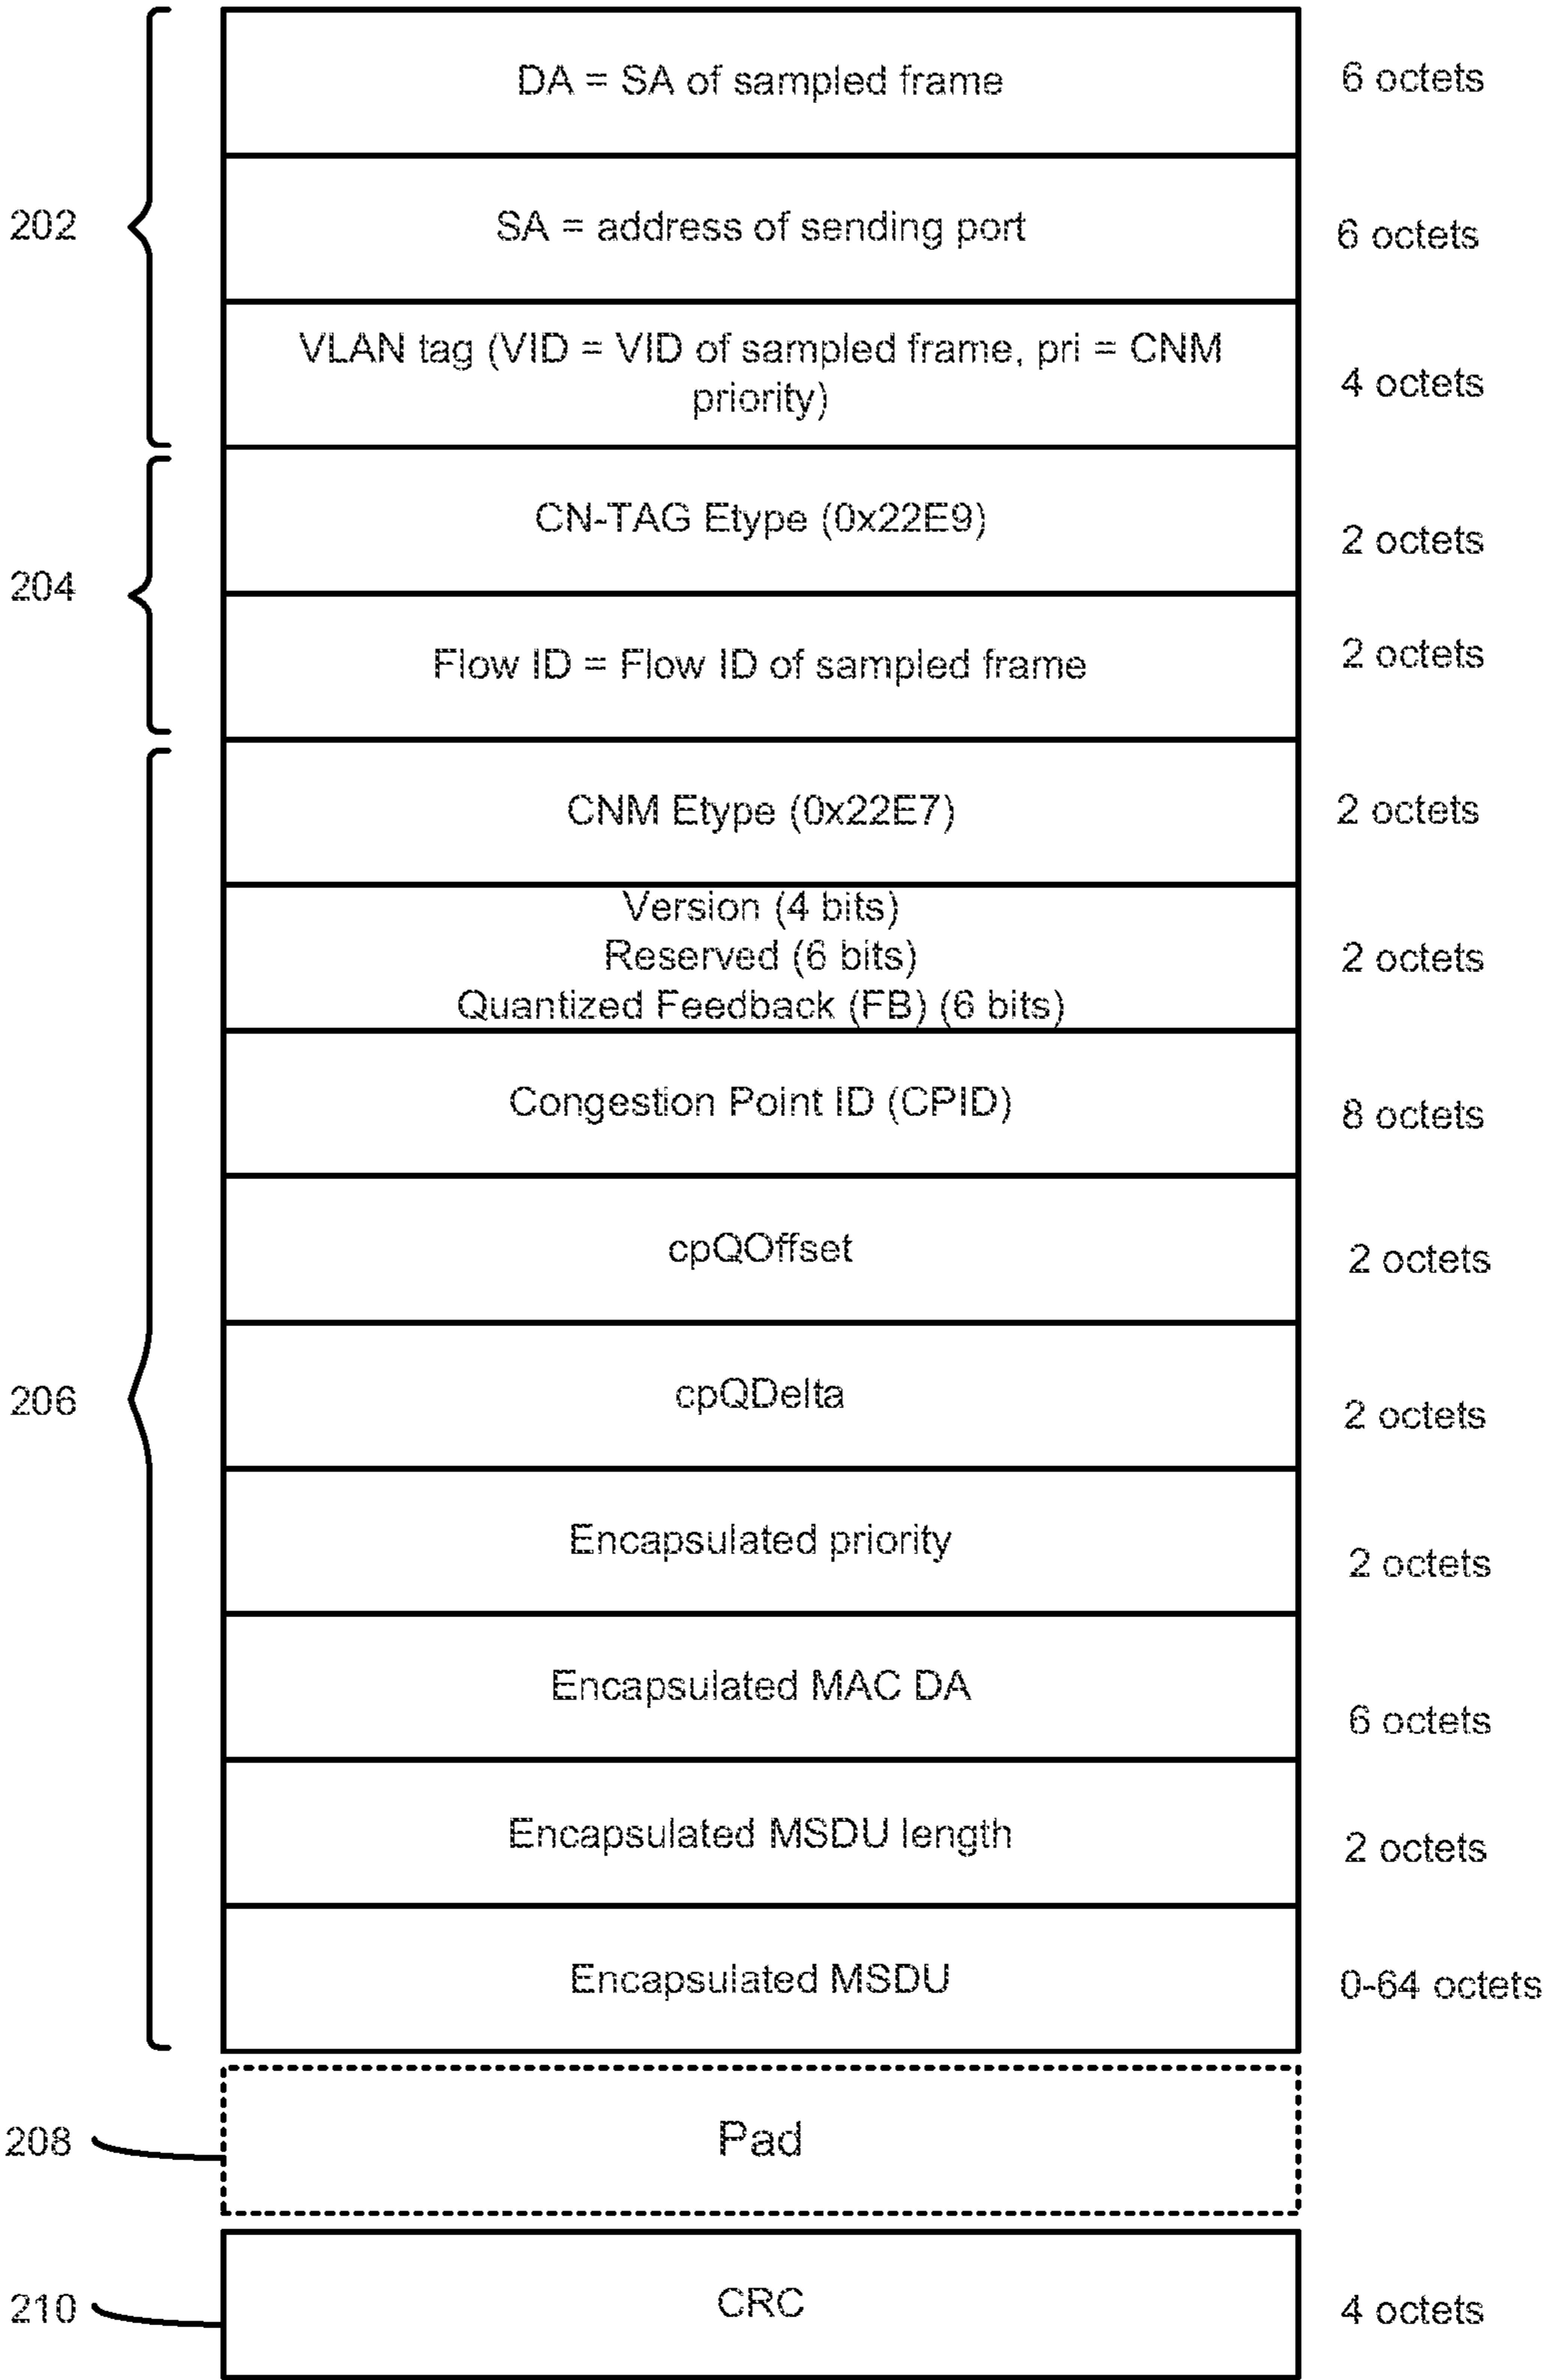 DA = SA of sampled frame
6 octets
202
SA = address of sending port
6 octets
VLAN tag (VID = VID of sampled frame, pri = CNM
priority)
4 octets
CN-TAG Etype (0x22E9)
2 octets
204
Flow ID = Flow ID of sampled frame
2 octets
CNM Etype (0x22E7)
2 octets
Version (4 bits)
Reserved (6 bits)
Quantized Feedback (FB) (6 bits)
2 octets
Congestion Point ID (CPID)
8 octets
cpQOffset
2 octets
206
cpQDelta
2 octets
Encapsulated priority
2 octets
Encapsulated MAC DA
6 octets
Encapsulated MSDU length
2 octets
Encapsulated MSDU
0-64 octets
208
Pad
210
CRC
4 octets